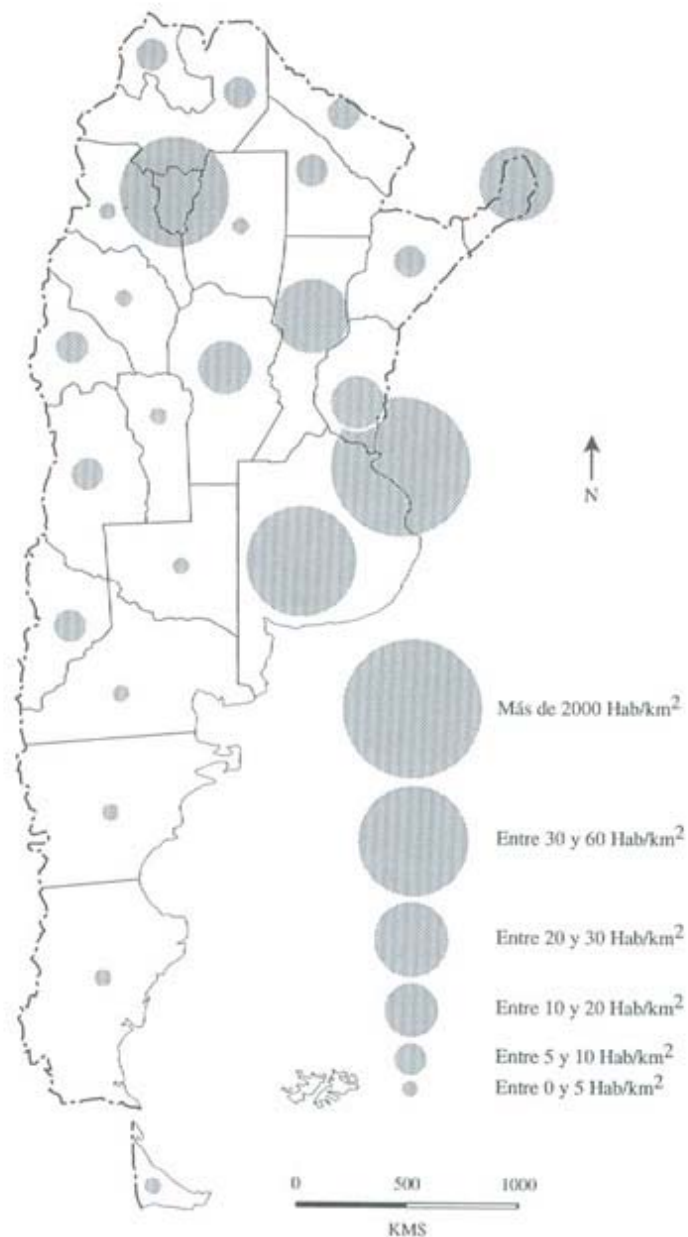 N
Más de 2000 Hab/km²
Entre 30 y 60 Hab/km²
Entre 20 y 30 Hab/km²
Entre 10 y 20 Hab/km²
Entre 5 y 10 Hab/km²
Entre 0 y 5 Hab/km²
0 500 1000
KMS